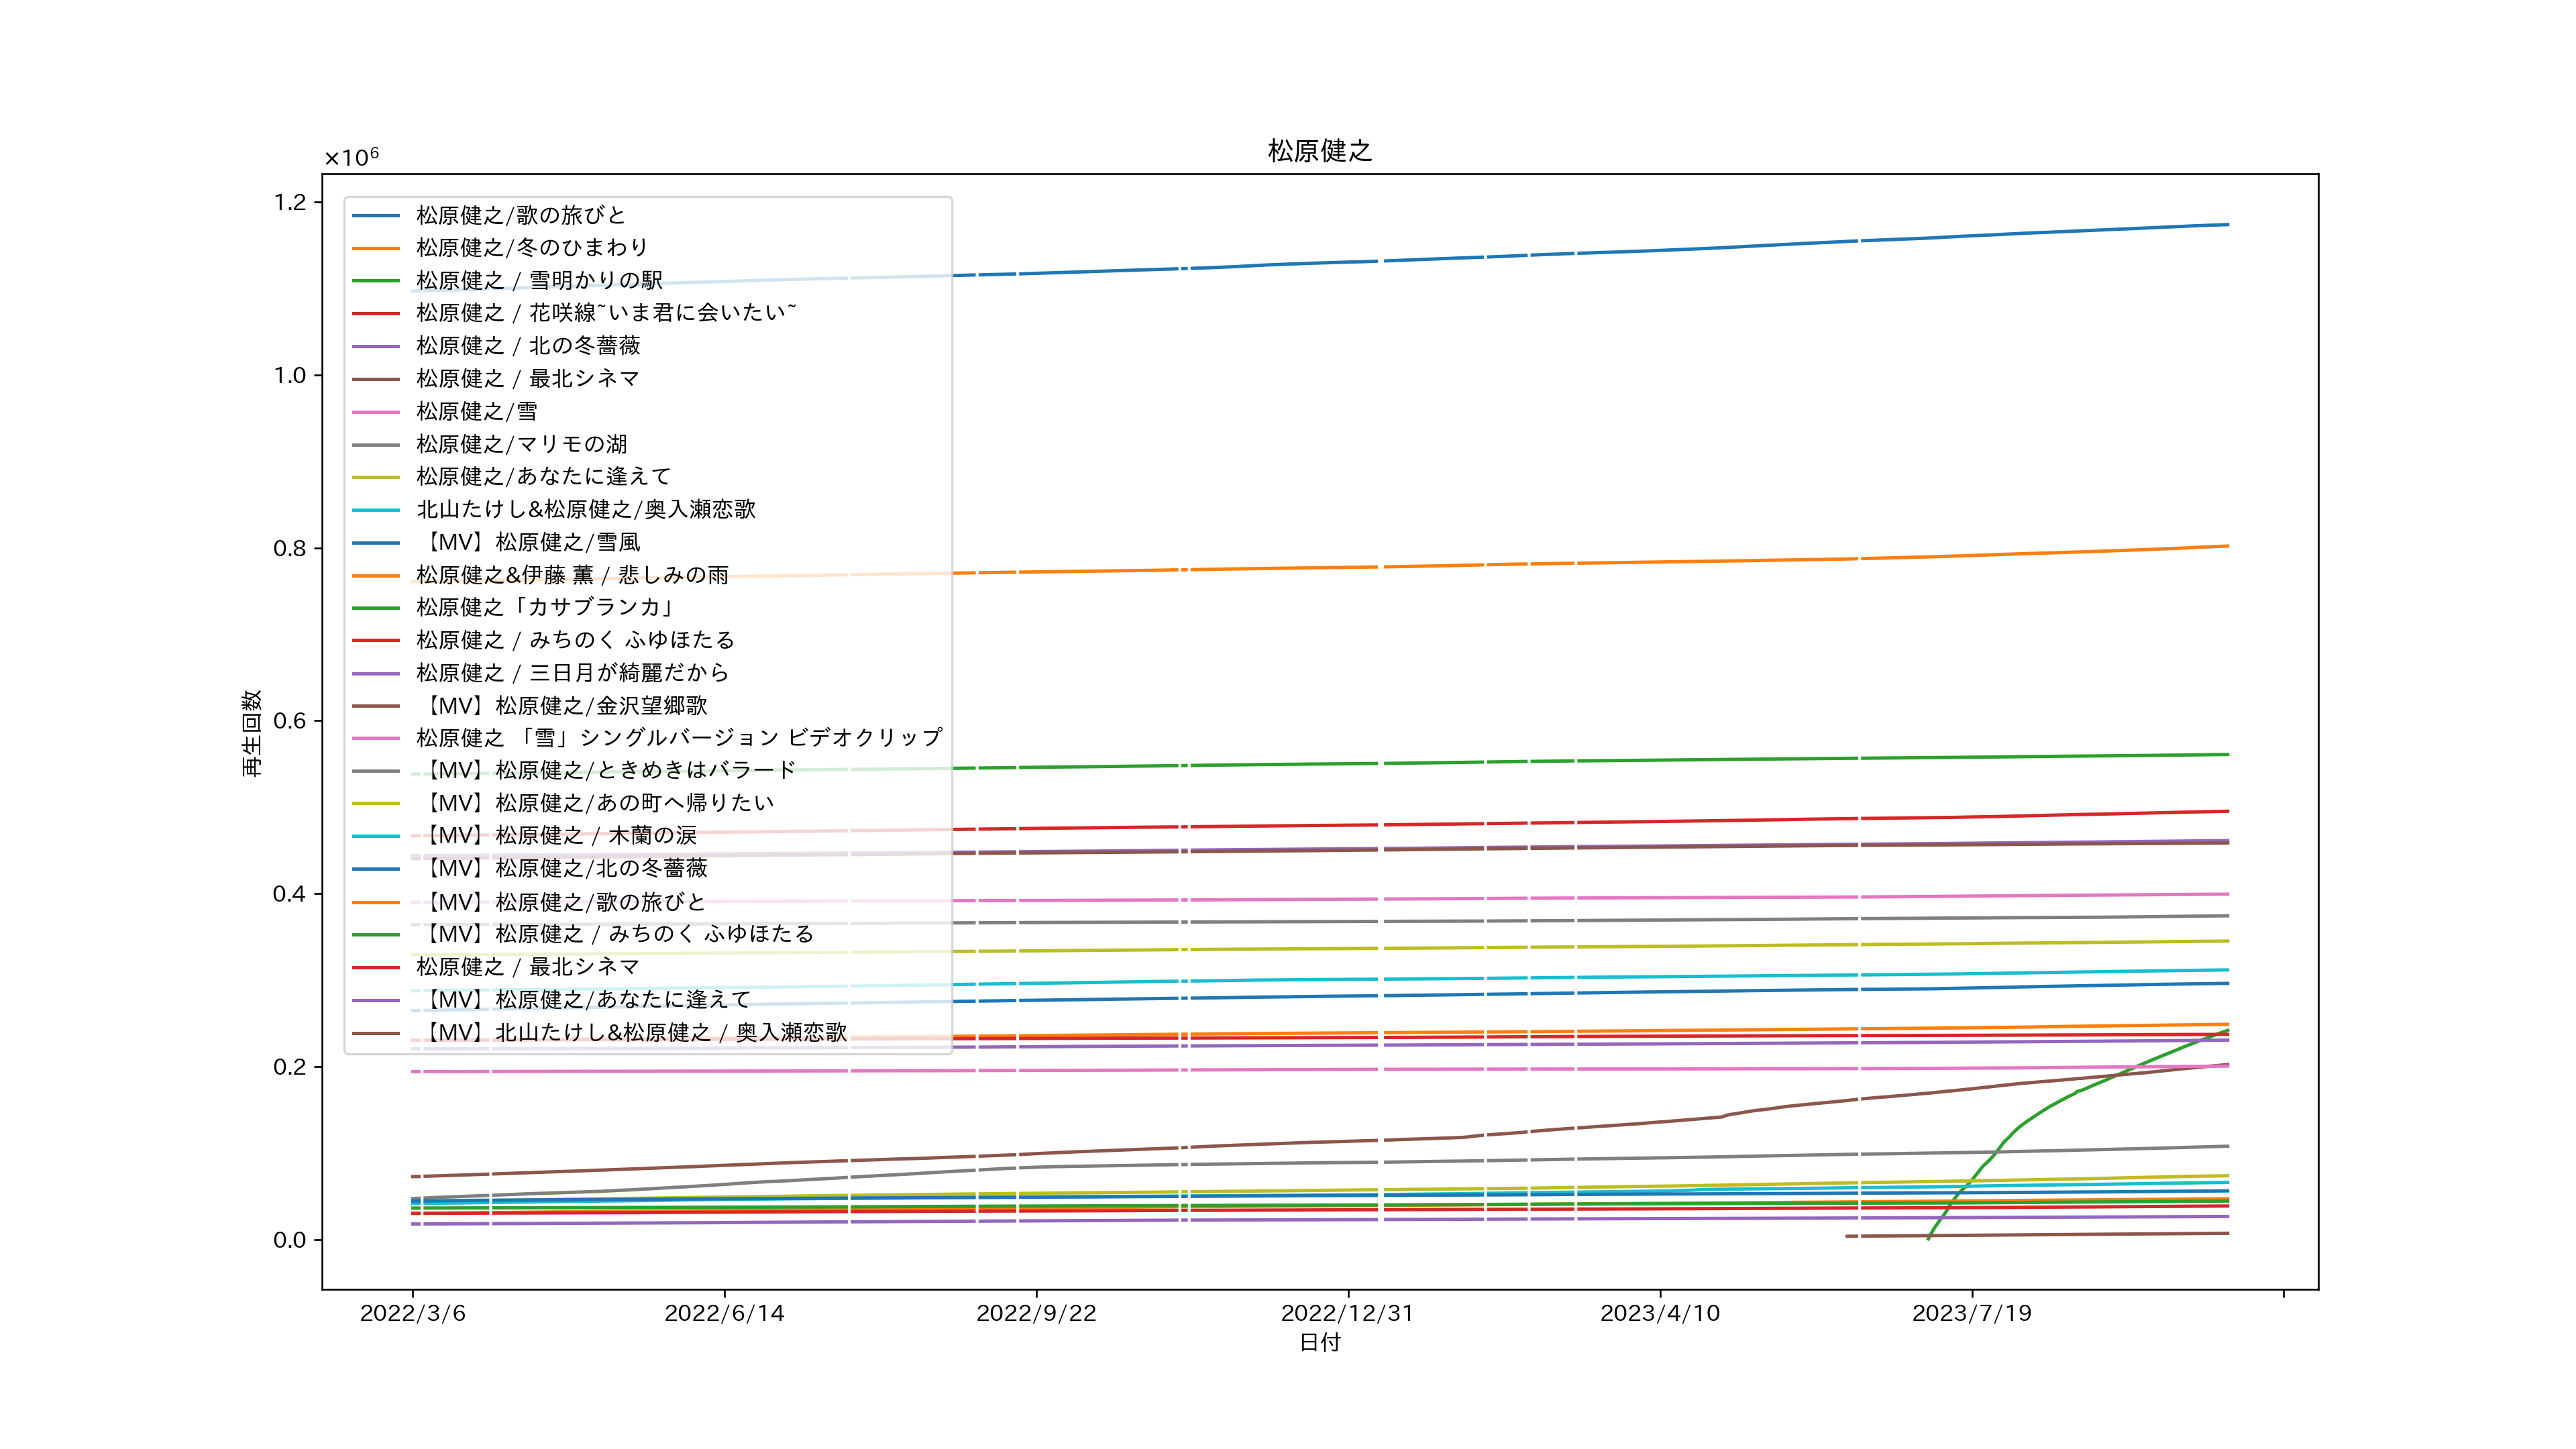 松原健之
×10⁶
1.2
1.0
0.8
0.6
0.4
0.2
0.0
再生回数
松原健之/歌の旅びと
松原健之/冬のひまわり
松原健之 / 雪明かりの駅
松原健之 / 花咲線~いま君に会いたい~
松原健之 / 北の冬薔薇
松原健之 / 最北シネマ
松原健之/雪
松原健之/マリモの湖
松原健之/あなたに逢えて
北山たけし&松原健之/奥入瀬恋歌
【MV】松原健之/雪風
松原健之&伊藤 薫 / 悲しみの雨
松原健之「カサブランカ」
松原健之 / みちのく ふゆほたる
松原健之 / 三日月が綺麗だから
【MV】松原健之/金沢望郷歌
松原健之 「雪」シングルバージョン ビデオクリップ
【MV】松原健之/ときめきはバラード
【MV】松原健之/あの町へ帰りたい
【MV】松原健之 / 木蘭の涙
【MV】松原健之/北の冬薔薇
【MV】松原健之/歌の旅びと
【MV】松原健之 / みちのく ふゆほたる
松原健之 / 最北シネマ
【MV】松原健之/あなたに逢えて
【MV】北山たけし&松原健之 / 奥入瀬恋歌
2022/3/6
2022/6/14
2022/9/22
2022/12/31
2023/4/10
2023/7/19
日付